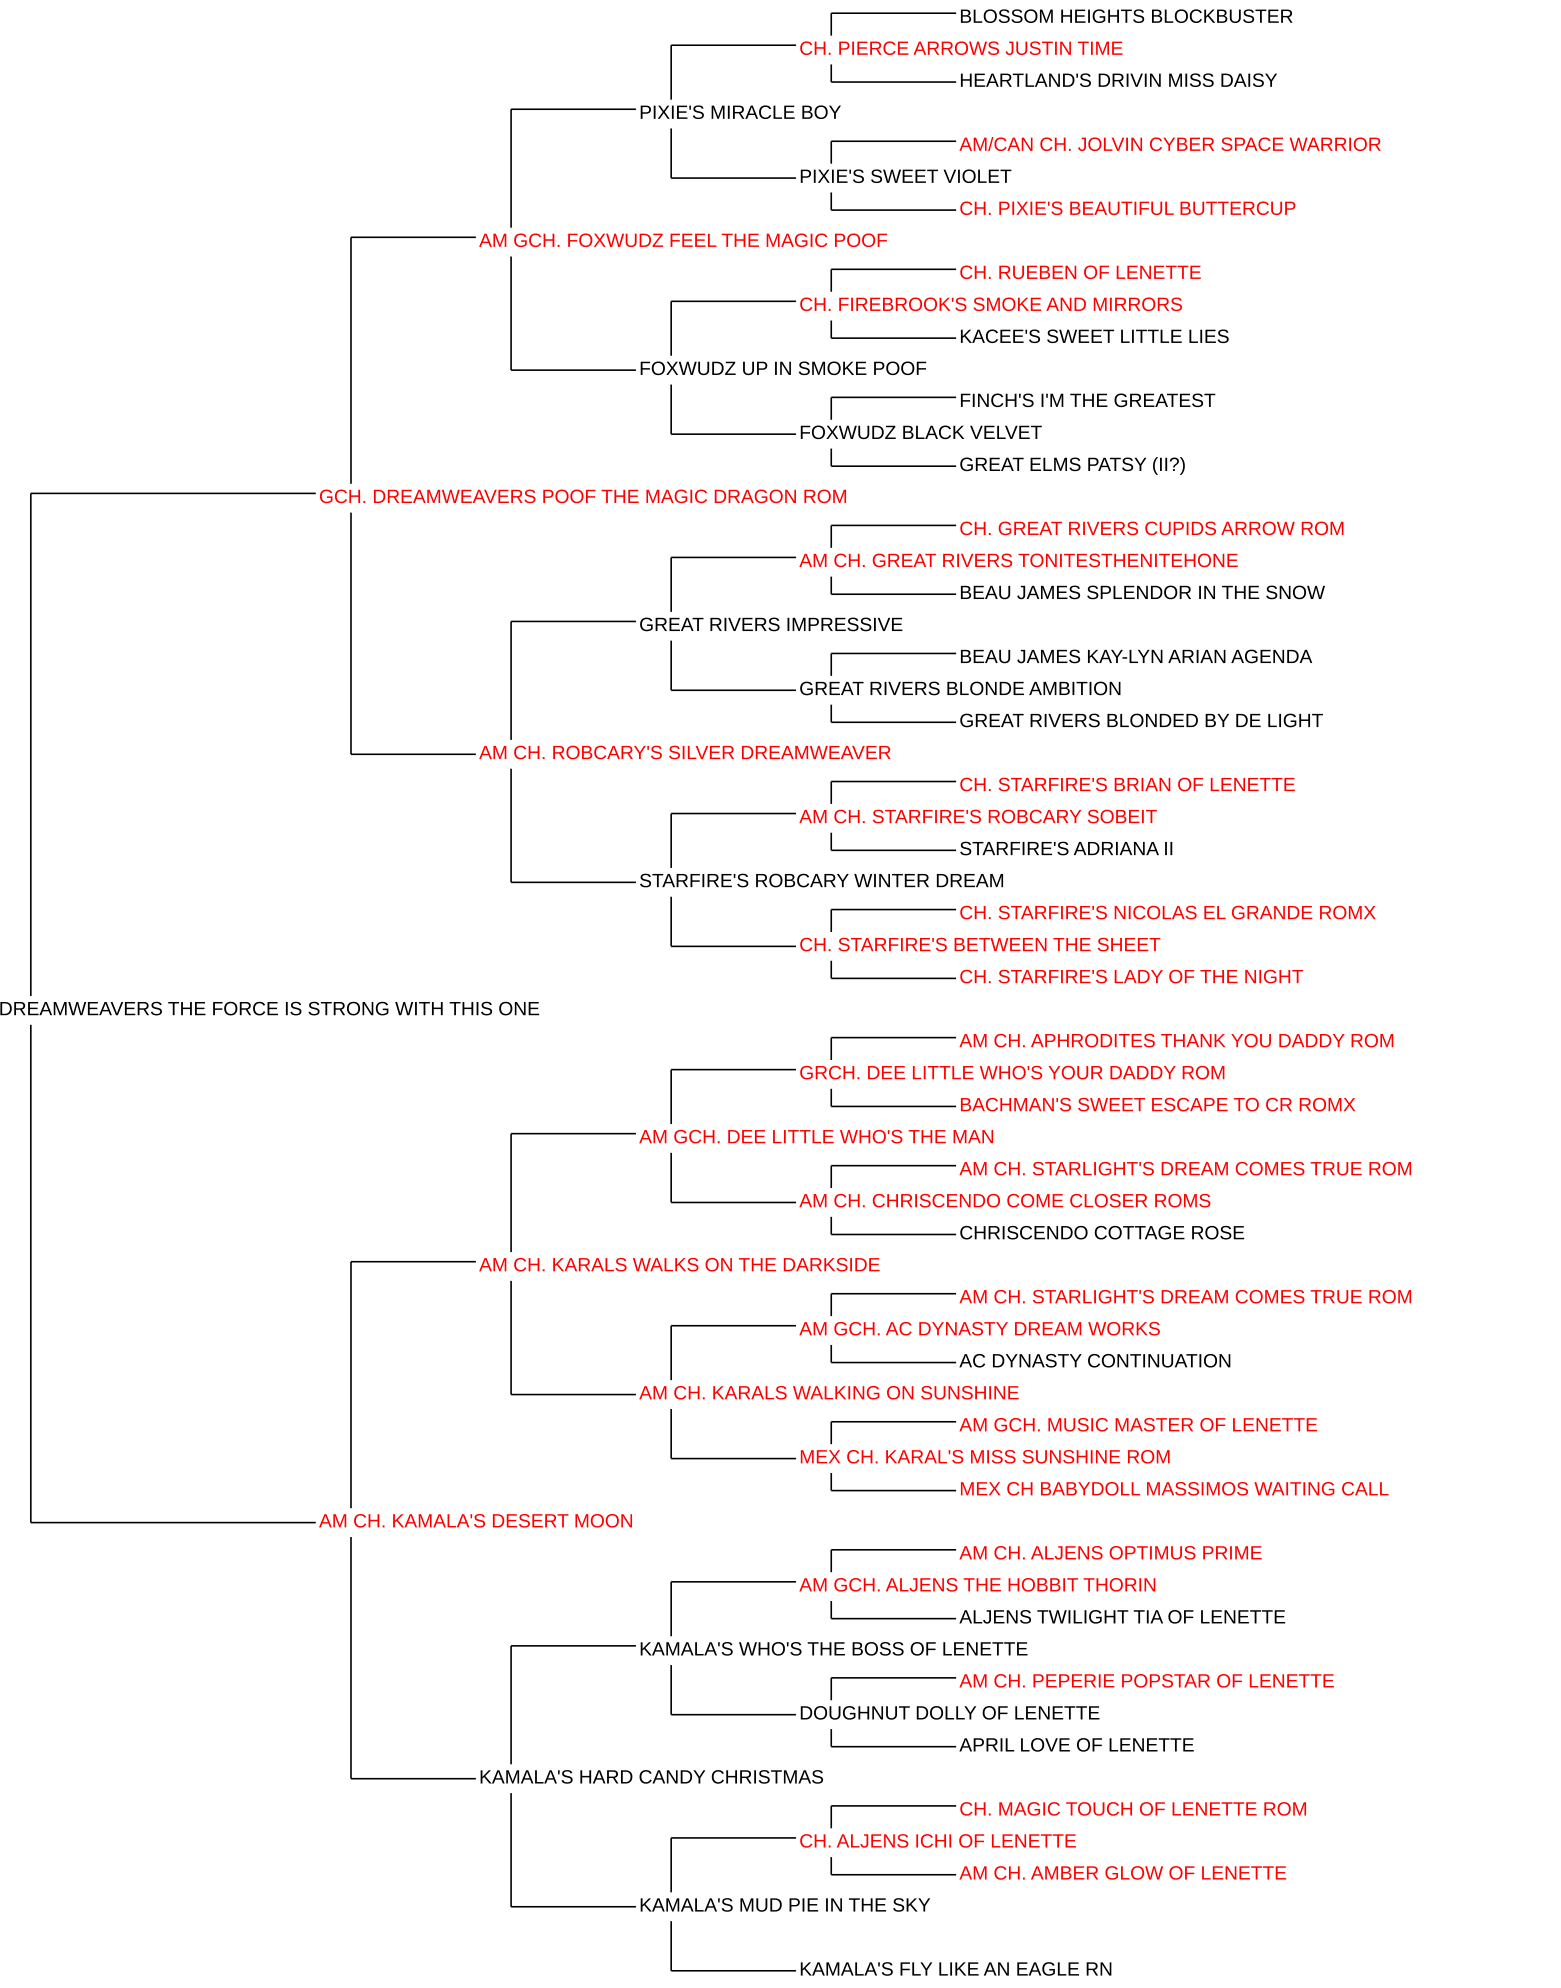 BLOSSOM HEIGHTS BLOCKBUSTER
CH. PIERCE ARROWS JUSTIN TIME
HEARTLAND'S DRIVIN MISS DAISY
PIXIE'S MIRACLE BOY
AM/CAN CH. JOLVIN CYBER SPACE WARRIOR
PIXIE'S SWEET VIOLET
CH. PIXIE'S BEAUTIFUL BUTTERCUP
AM GCH. FOXWUDZ FEEL THE MAGIC POOF
CH. RUEBEN OF LENETTE
CH. FIREBROOK'S SMOKE AND MIRRORS
KACEE'S SWEET LITTLE LIES
FOXWUDZ UP IN SMOKE POOF
FINCH'S I'M THE GREATEST
FOXWUDZ BLACK VELVET
GREAT ELMS PATSY (II?)
GCH. DREAMWEAVERS POOF THE MAGIC DRAGON ROM
CH. GREAT RIVERS CUPIDS ARROW ROM
AM CH. GREAT RIVERS TONITESTHENITEHONE
BEAU JAMES SPLENDOR IN THE SNOW
GREAT RIVERS IMPRESSIVE
BEAU JAMES KAY-LYN ARIAN AGENDA
GREAT RIVERS BLONDE AMBITION
GREAT RIVERS BLONDED BY DE LIGHT
AM CH. ROBCARY'S SILVER DREAMWEAVER
CH. STARFIRE'S BRIAN OF LENETTE
AM CH. STARFIRE'S ROBCARY SOBEIT
STARFIRE'S ADRIANA II
STARFIRE'S ROBCARY WINTER DREAM
CH. STARFIRE'S NICOLAS EL GRANDE ROMX
CH. STARFIRE'S BETWEEN THE SHEET
CH. STARFIRE'S LADY OF THE NIGHT
DREAMWEAVERS THE FORCE IS STRONG WITH THIS ONE
AM CH. APHRODITES THANK YOU DADDY ROM
GRCH. DEE LITTLE WHO'S YOUR DADDY ROM
BACHMAN'S SWEET ESCAPE TO CR ROMX
AM GCH. DEE LITTLE WHO'S THE MAN
AM CH. STARLIGHT'S DREAM COMES TRUE ROM
AM CH. CHRISCENDO COME CLOSER ROMS
CHRISCENDO COTTAGE ROSE
AM CH. KARALS WALKS ON THE DARKSIDE
AM CH. STARLIGHT'S DREAM COMES TRUE ROM
AM GCH. AC DYNASTY DREAM WORKS
AC DYNASTY CONTINUATION
AM CH. KARALS WALKING ON SUNSHINE
AM GCH. MUSIC MASTER OF LENETTE
MEX CH. KARAL'S MISS SUNSHINE ROM
MEX CH BABYDOLL MASSIMOS WAITING CALL
AM CH. KAMALA'S DESERT MOON
AM CH. ALJENS OPTIMUS PRIME
AM GCH. ALJENS THE HOBBIT THORIN
ALJENS TWILIGHT TIA OF LENETTE
KAMALA'S WHO'S THE BOSS OF LENETTE
AM CH. PEPERIE POPSTAR OF LENETTE
DOUGHNUT DOLLY OF LENETTE
APRIL LOVE OF LENETTE
KAMALA'S HARD CANDY CHRISTMAS
CH. MAGIC TOUCH OF LENETTE ROM
CH. ALJENS ICHI OF LENETTE
AM CH. AMBER GLOW OF LENETTE
KAMALA'S MUD PIE IN THE SKY
KAMALA'S FLY LIKE AN EAGLE RN